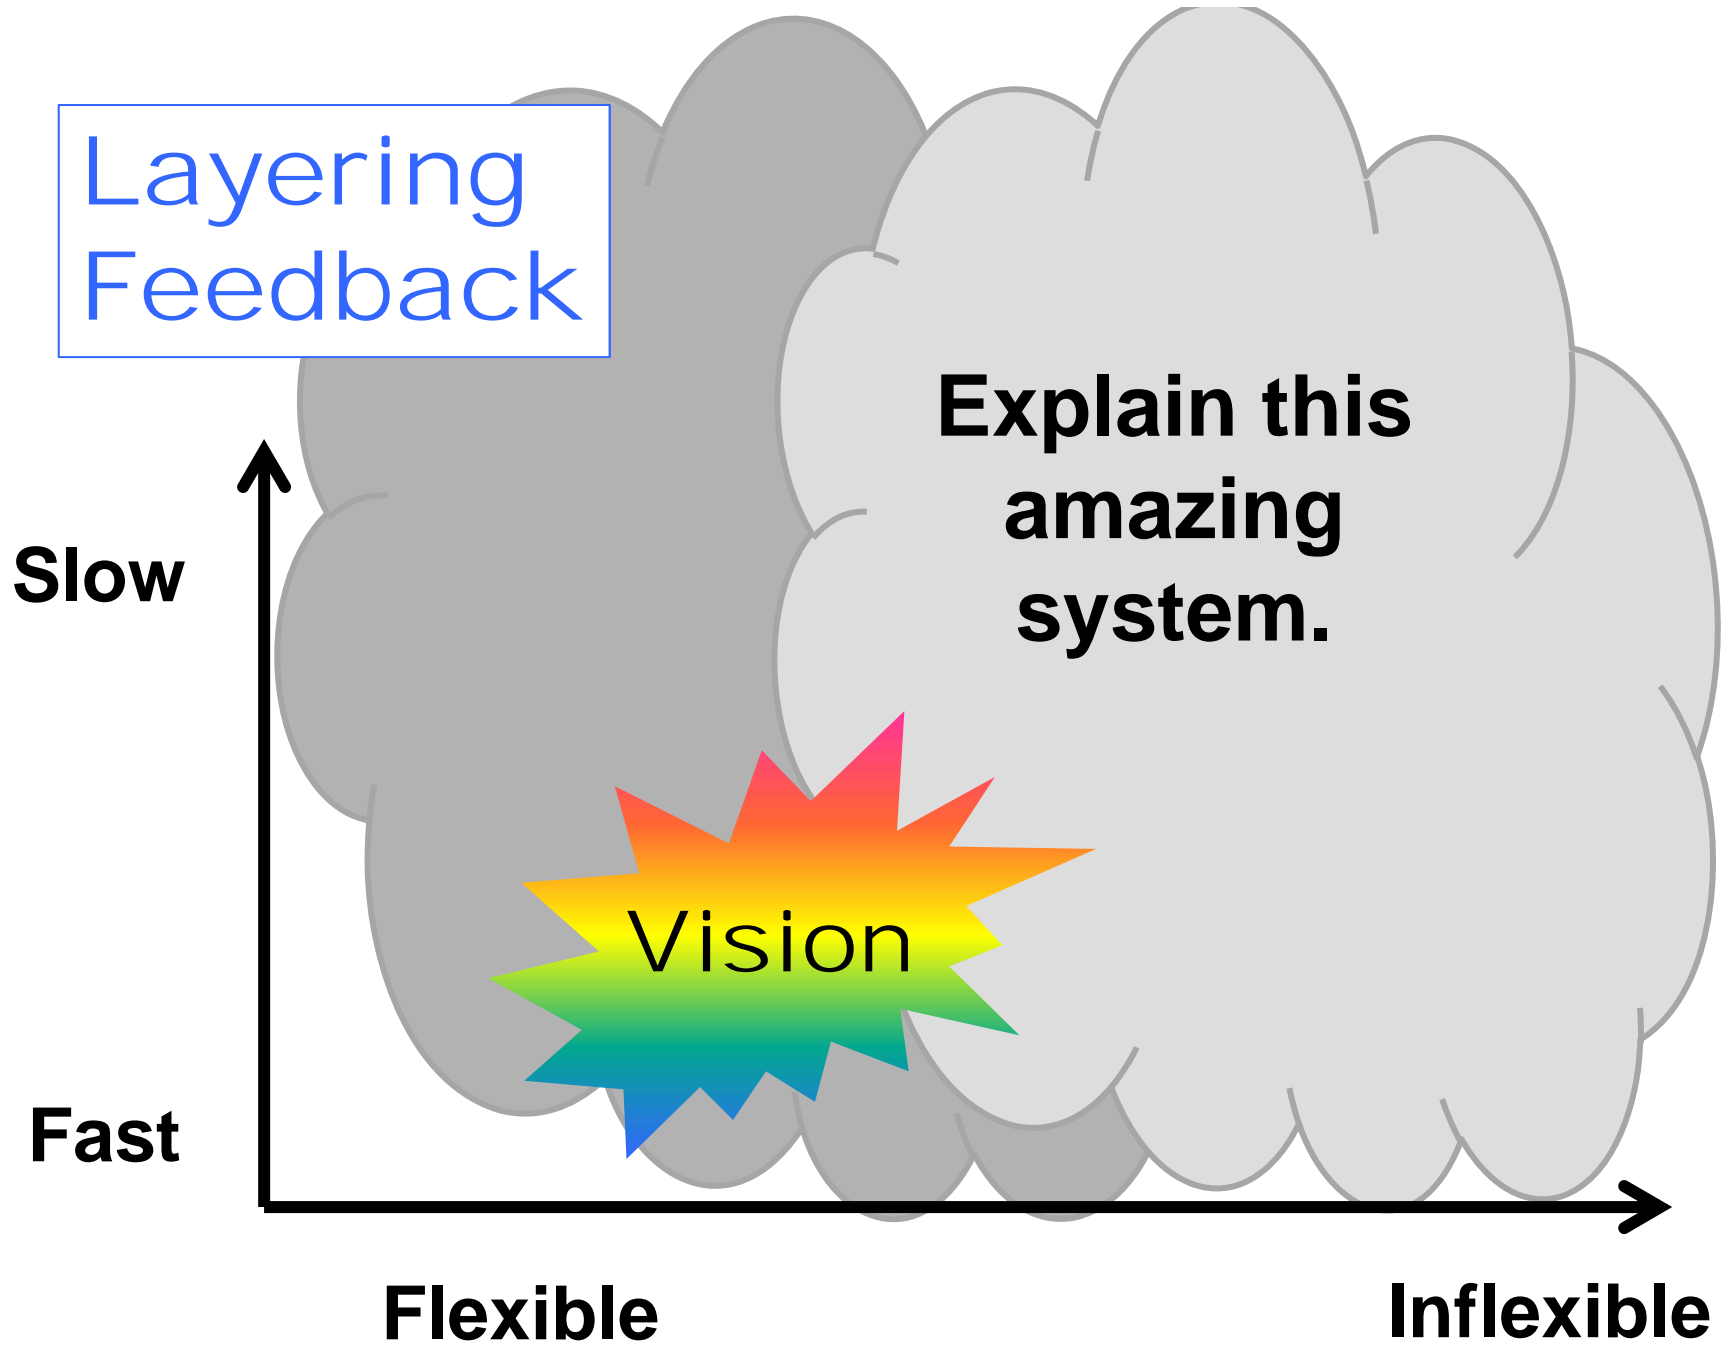 Layering
Feedback
Explain this
amazing
system.
Slow
Vision
Fast
Flexible
Inflexible